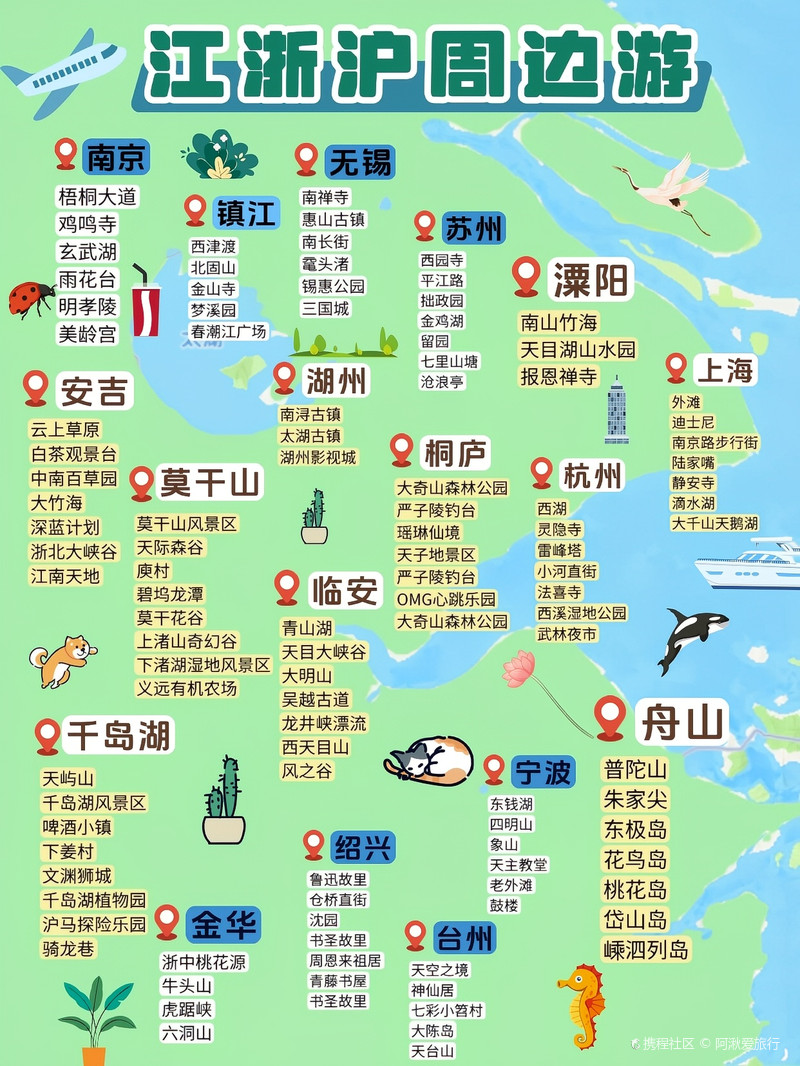 江浙沪周边游
南京
梧桐大道
鸡鸣寺
玄武湖
雨花台
明孝陵
美龄宫
镇江
西津渡
北固山
金山寺
梦溪园
春潮江广场
无锡
南禅寺
惠山古镇
南长街
鼋头渚
锡惠公园
三国城
苏州
西园寺
平江路
拙政园
金鸡湖
留园
七里山塘
沧浪亭
溧阳
南山竹海
天目湖山水园
报恩禅寺
上海
外滩
迪士尼
南京路步行街
陆家嘴
静安寺
滴水湖
大千山天鹅湖
安吉
云上草原
白茶观景台
中南百草园
大竹海
深蓝计划
浙北大峡谷
江南天地
湖州
南浔古镇
太湖古镇
湖州影视城
莫干山
莫干山风景区
天际森谷
庾村
碧坞龙潭
莫干花谷
上渚山奇幻谷
下渚湖湿地风景区
义远有机农场
桐庐
大奇山森林公园
严子陵钓台
瑶琳仙境
天子地景区
严子陵钓台
OMG心跳乐园
大奇山森林公园
杭州
西湖
灵隐寺
雷峰塔
小河直街
法喜寺
西溪湿地公园
武林夜市
临安
青山湖
天目大峡谷
大明山
吴越古道
龙井峡漂流
西天目山
风之谷
千岛湖
天屿山
千岛湖风景区
啤酒小镇
下姜村
文渊狮城
千岛湖植物园
沪马探险乐园
骑龙巷
舟山
普陀山
朱家尖
东极岛
花鸟岛
桃花岛
岱山岛
嵊泗列岛
宁波
东钱湖
四明山
象山
天主教堂
老外滩
鼓楼
绍兴
鲁迅故里
仓桥直街
沈园
书圣故里
周恩来祖居
青藤书屋
书圣故里
金华
浙中桃花源
牛头山
虎踞峡
六洞山
台州
天空之境
神仙居
七彩小箬村
大陈岛
天台山
携程社区 © 阿湫爱旅行